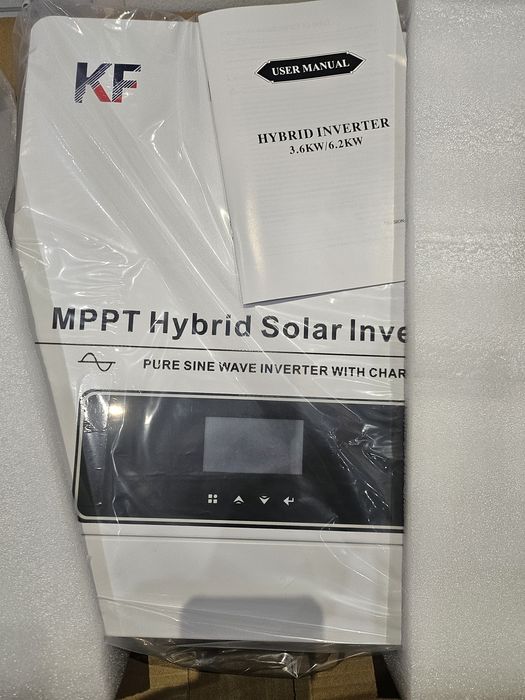 KF
USER MANUAL
HYBRID INVERTER
3.6KW/6.2KW
MPPT Hybrid Solar Inve
PURE SINE WAVE INVERTER WITH CHAR